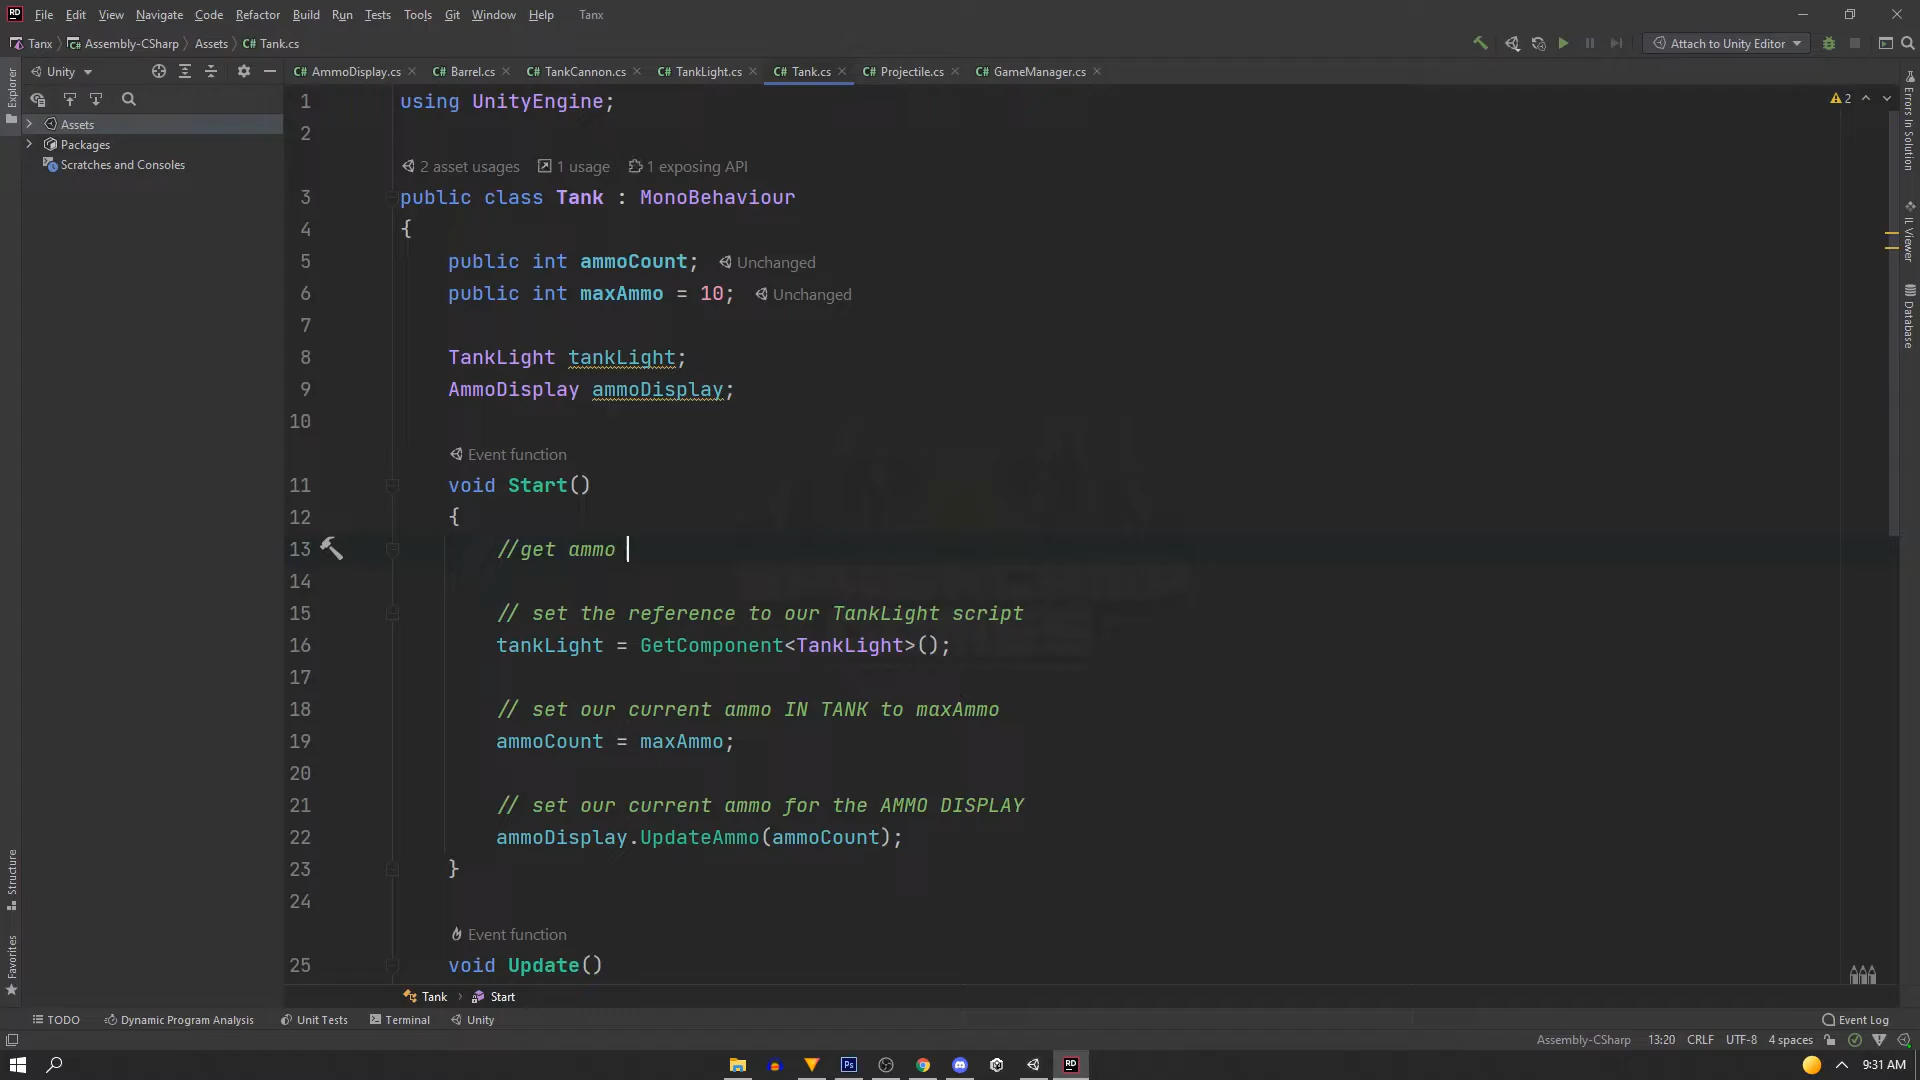 File Edit View Navigate Code Refactor Build Run Tests Tools Git Window Help Tanx
Tanx Assembly-CSharp Assets C# Tank.cs Attach to Unity Editor
Unity C# AmmoDisplay.cs C# Barrel.cs C# TankCannon.cs C# TankLight.cs C# Tank.cs C# Projectile.cs C# GameManager.cs
Explorer
Assets
Packages
Scratches and Consoles
Structure
Favorites
2
Errors In Solution
IL Viewer
Database
1 using UnityEngine;
2
2 asset usages 1 usage 1 exposing API
3 public class Tank : MonoBehaviour
4 {
5 public int ammoCount; Unchanged
6 public int maxAmmo = 10; Unchanged
7
8 TankLight tankLight;
9 AmmoDisplay ammoDisplay;
10
Event function
11 void Start()
12 {
13 //get ammo
14
15 // set the reference to our TankLight script
16 tankLight = GetComponent<TankLight>();
17
18 // set our current ammo IN TANK to maxAmmo
19 ammoCount = maxAmmo;
20
21 // set our current ammo for the AMMO DISPLAY
22 ammoDisplay.UpdateAmmo(ammoCount);
23 }
24
Event function
25 void Update()
Tank Start
TODO Dynamic Program Analysis Unit Tests Terminal Unity Event Log
Assembly-CSharp 13:20 CRLF UTF-8 4 spaces
Ps RD 9:31 AM